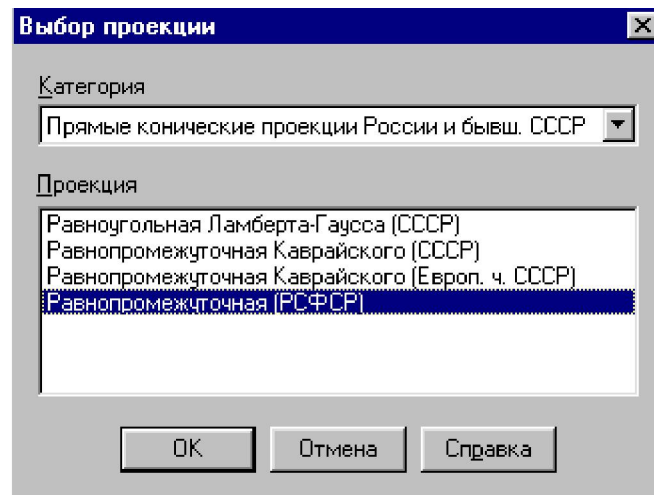 Выбор проекции
Категория
Прямые конические проекции России и бывш. СССР
Проекция
Равноугольная Ламберта-Гаусса (СССР)
Равнопромежуточная Каврайского (СССР)
Равнопромежуточная Каврайского (Европ. ч. СССР)
Равнопромежуточная (РСФСР)
OK Отмена Справка